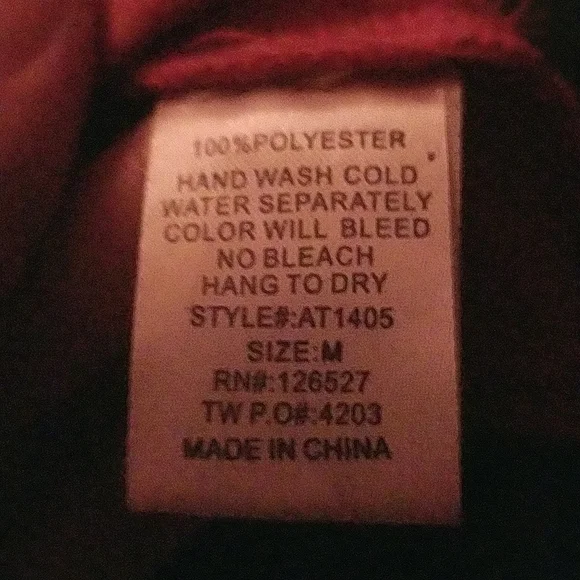 100%POLYESTER
HAND WASH COLD
WATER SEPARATELY
COLOR WILL BLEED
NO BLEACH
HANG TO DRY
STYLE#:AT1405
SIZE:M
RN#:126527
TW P.O#:4203
MADE IN CHINA